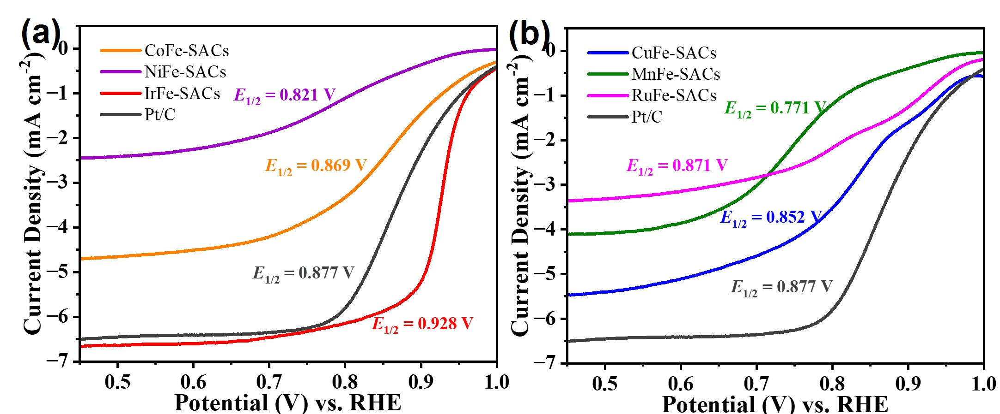 (a)
CoFe-SACs
NiFe-SACs
IrFe-SACs
Pt/C
E1/2 = 0.821 V
E1/2 = 0.869 V
E1/2 = 0.877 V
E1/2 = 0.928 V
0
−1
−2
−3
−4
−5
−6
−7
Current Density (mA cm-2)
0.5 0.6 0.7 0.8 0.9 1.0
Potential (V) vs. RHE
(b)
CuFe-SACs
MnFe-SACs
RuFe-SACs
Pt/C
E1/2 = 0.771 V
E1/2 = 0.871 V
E1/2 = 0.852 V
E1/2 = 0.877 V
0
−1
−2
−3
−4
−5
−6
−7
Current Density (mA cm-2)
0.5 0.6 0.7 0.8 0.9 1.0
Potential (V) vs. RHE